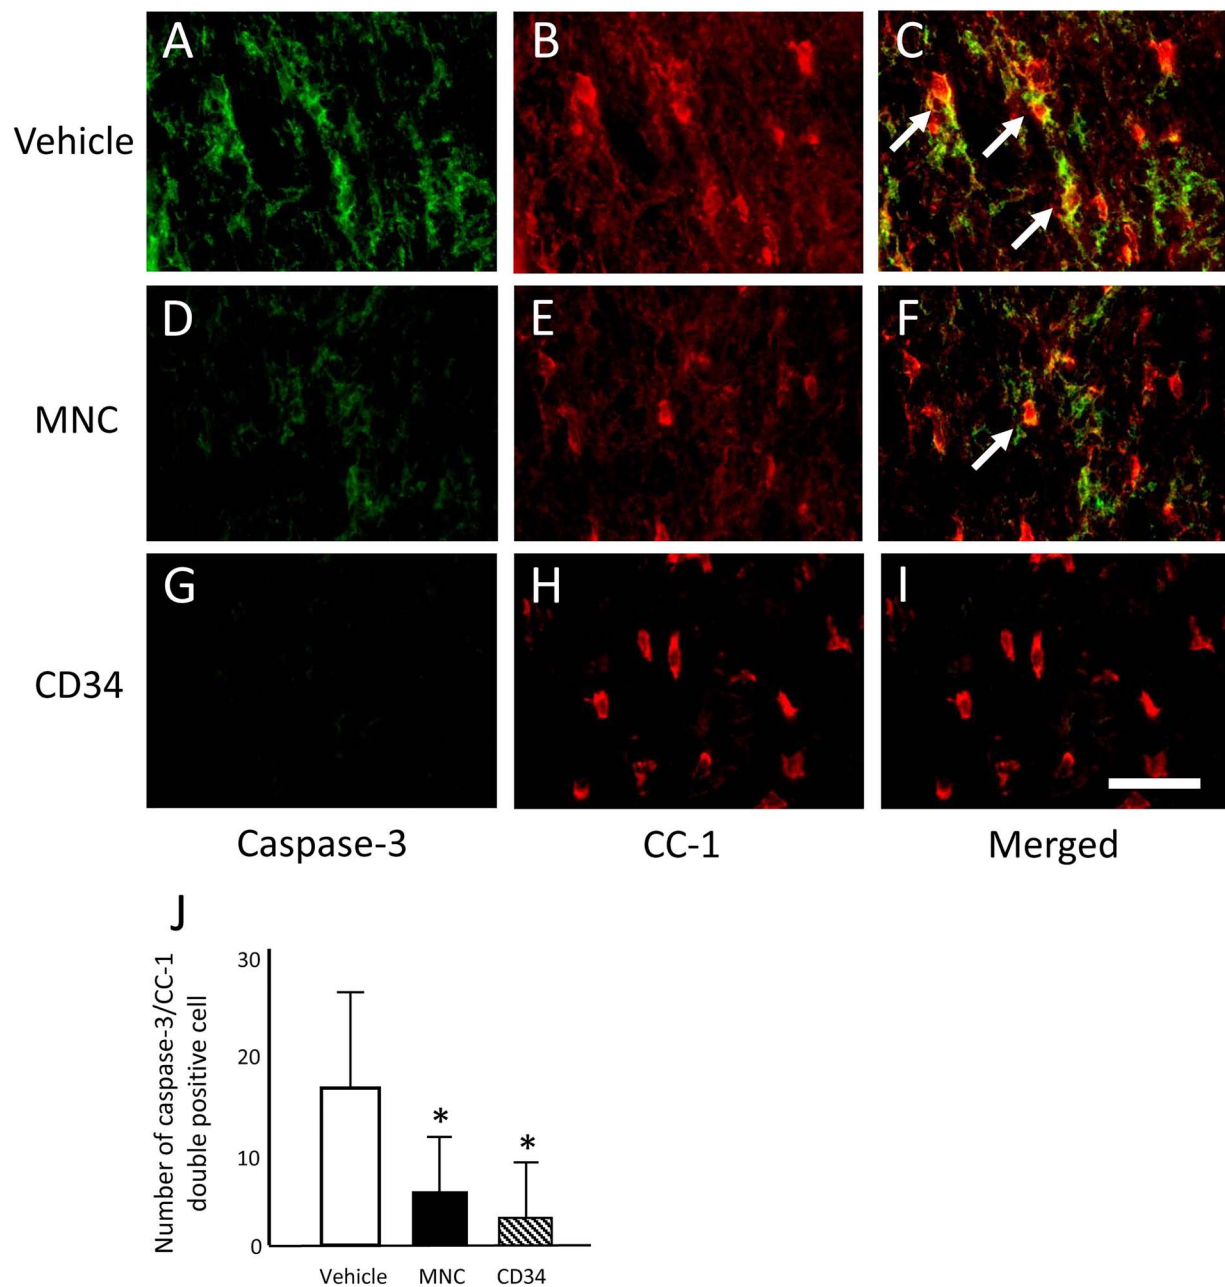 A
B
C
Vehicle
D
E
F
MNC
G
H
I
CD34
Caspase-3
CC-1
Merged
J
Number of caspase-3/CC-1
double positive cell
30
20
10
0
*
*
Vehicle
MNC
CD34